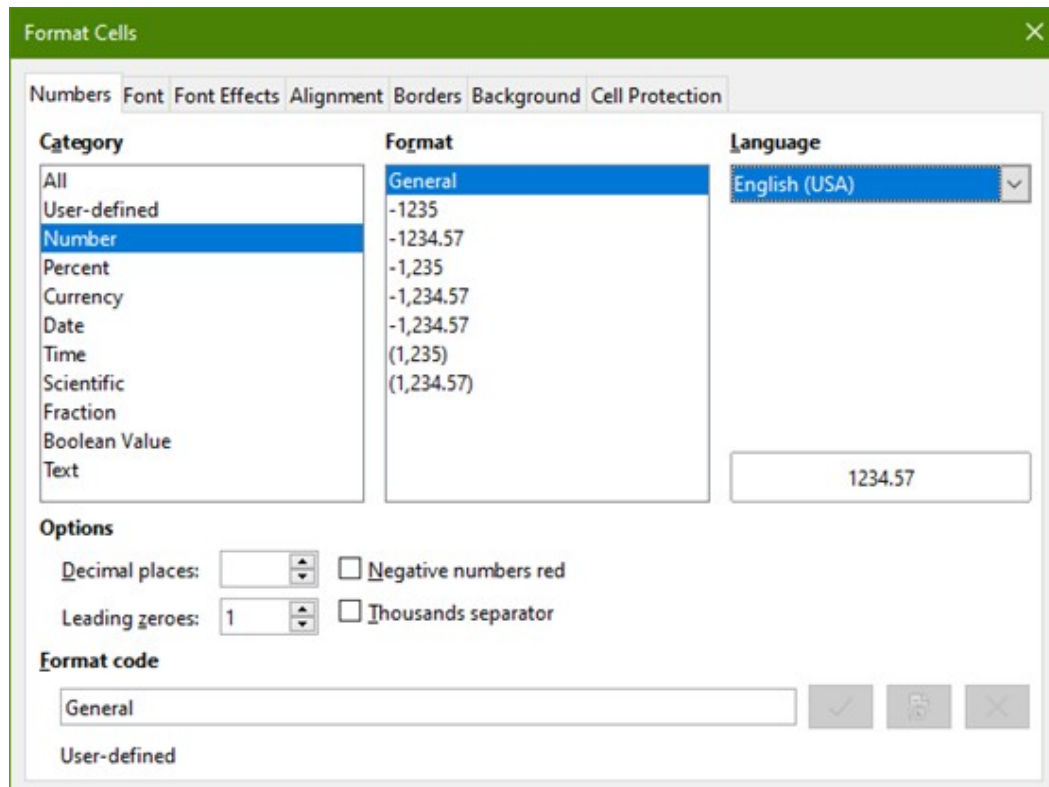 Format Cells
Numbers Font Font Effects Alignment Borders Background Cell Protection
Category
All
User-defined
Number
Percent
Currency
Date
Time
Scientific
Fraction
Boolean Value
Text
Format
General
-1235
-1234.57
-1,235
-1,234.57
-1,234.57
(1,235)
(1,234.57)
Language
English (USA)
1234.57
Options
Decimal places:
Negative numbers red
Leading zeroes: 1
Thousands separator
Format code
General
User-defined